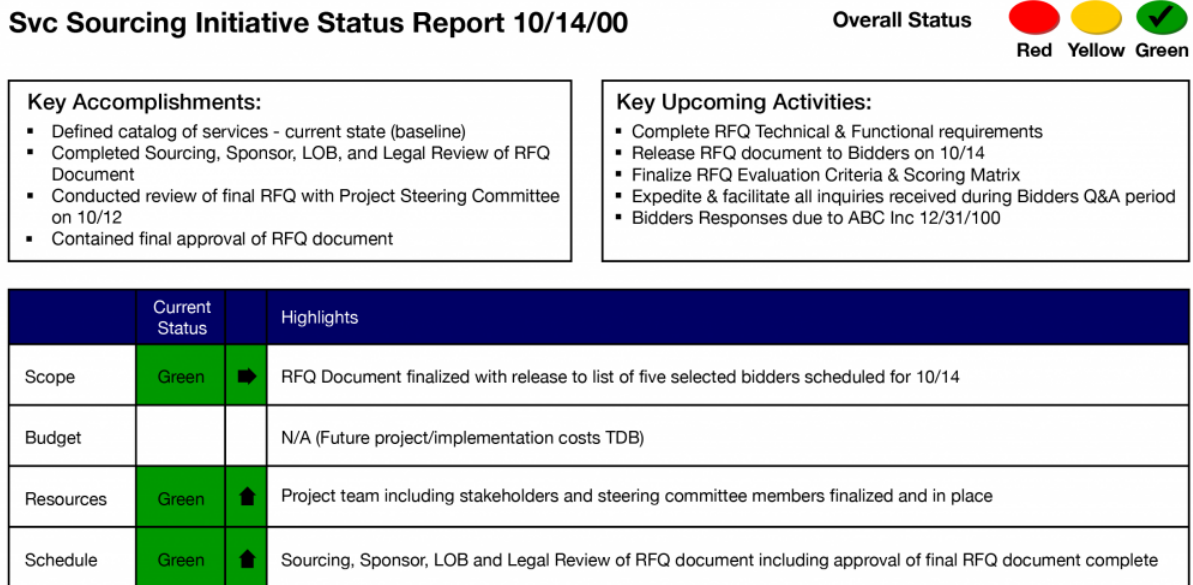 Svc Sourcing Initiative Status Report 10/14/00
Overall Status
Red Yellow Green
Key Accomplishments:
▪ Defined catalog of services - current state (baseline)
▪ Completed Sourcing, Sponsor, LOB, and Legal Review of RFQ
Document
▪ Conducted review of final RFQ with Project Steering Committee
on 10/12
▪ Contained final approval of RFQ document
Key Upcoming Activities:
▪ Complete RFQ Technical & Functional requirements
▪ Release RFQ document to Bidders on 10/14
▪ Finalize RFQ Evaluation Criteria & Scoring Matrix
▪ Expedite & facilitate all inquiries received during Bidders Q&A period
▪ Bidders Responses due to ABC Inc 12/31/100
Current
Status
Highlights
Scope Green RFQ Document finalized with release to list of five selected bidders scheduled for 10/14
Budget N/A (Future project/implementation costs TDB)
Resources Green Project team including stakeholders and steering committee members finalized and in place
Schedule Green Sourcing, Sponsor, LOB and Legal Review of RFQ document including approval of final RFQ document complete